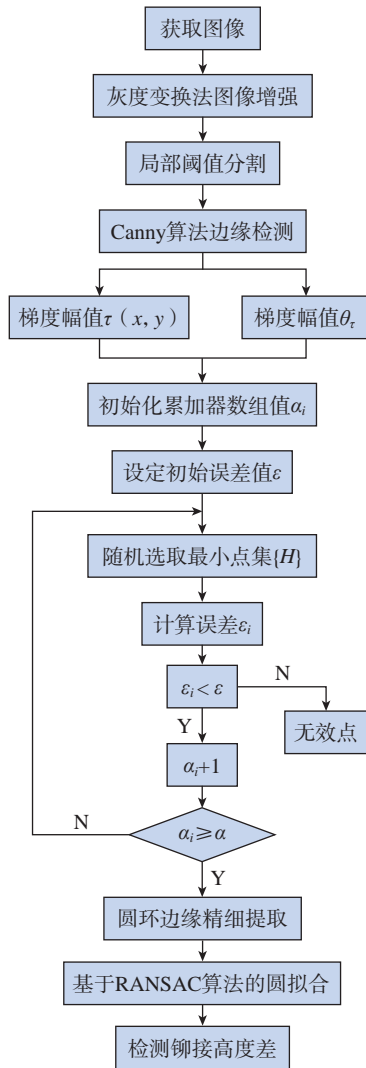 获取图像
灰度变换法图像增强
局部阈值分割
Canny算法边缘检测
梯度幅值τ（x, y）
梯度幅值θτ
初始化累加器数组值αi
设定初始误差值ε
随机选取最小点集{H}
计算误差εi
εi< ε
N
Y
无效点
αi+1
N
αi≥α
Y
圆环边缘精细提取
基于RANSAC算法的圆拟合
检测铆接高度差